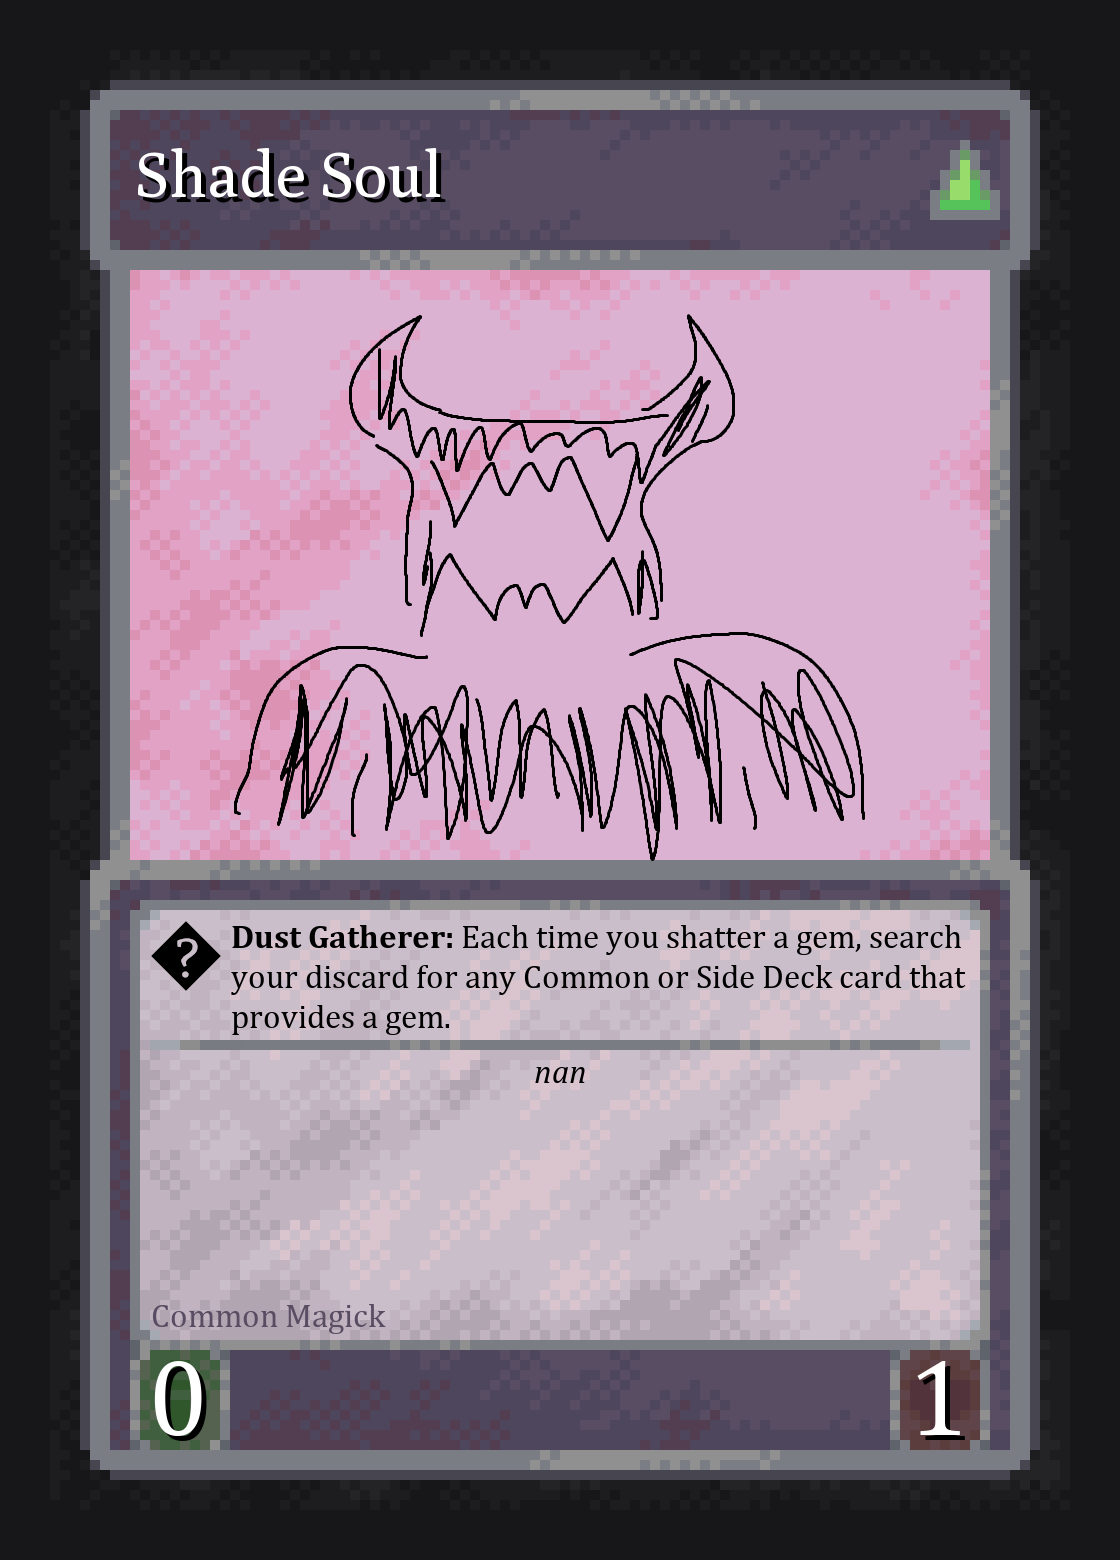 Shade Soul
?
Dust Gatherer: Each time you shatter a gem, search
your discard for any Common or Side Deck card that
provides a gem.
nan
Common Magick
0
1